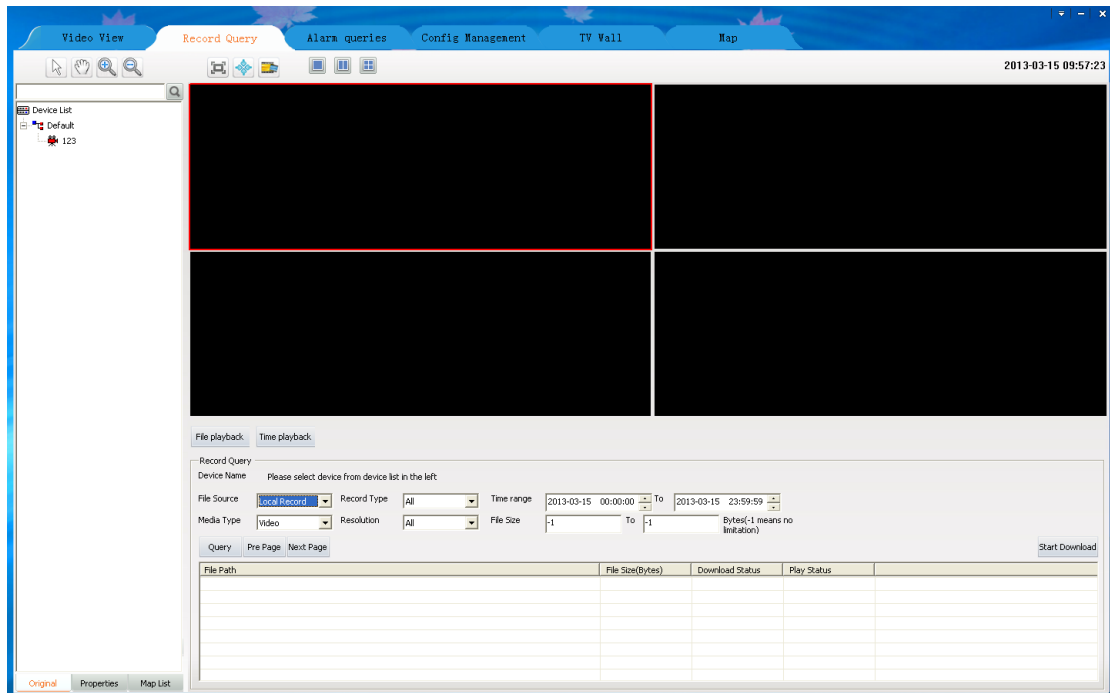 Video View Record Query Alarm queries Config Management TV Wall Map
2013-03-15 09:57:23
Device List
Default
123
File playback Time playback
Record Query
Device Name Please select device from device list in the left
File Source Local Record Record Type All Time range 2013-03-15 00:00:00 To 2013-03-15 23:59:59
Media Type Video Resolution All File Size -1 To -1 Bytes(-1 means no
limitation)
Query Pre Page Next Page Start Download
File Path File Size(Bytes) Download Status Play Status
Original Properties Map List